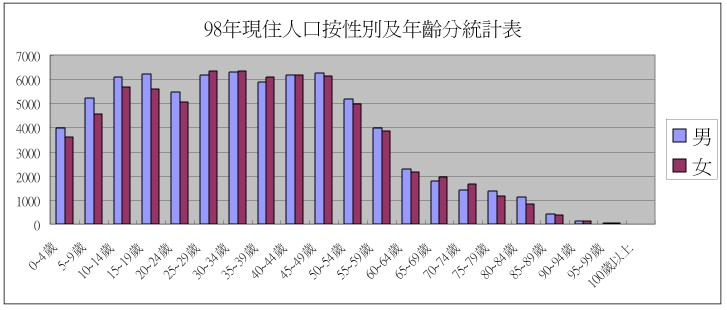 98年現住人口按性別及年齡分統計表
7000
6000
5000
4000
3000
2000
1000
0
男
女
0~4歲
5~9歲
10~14歲
15~19歲
20~24歲
25~29歲
30~34歲
35~39歲
40~44歲
45~49歲
50~54歲
55~59歲
60~64歲
65~69歲
70~74歲
75~79歲
80~84歲
85~89歲
90~94歲
95~99歲
100歲以上